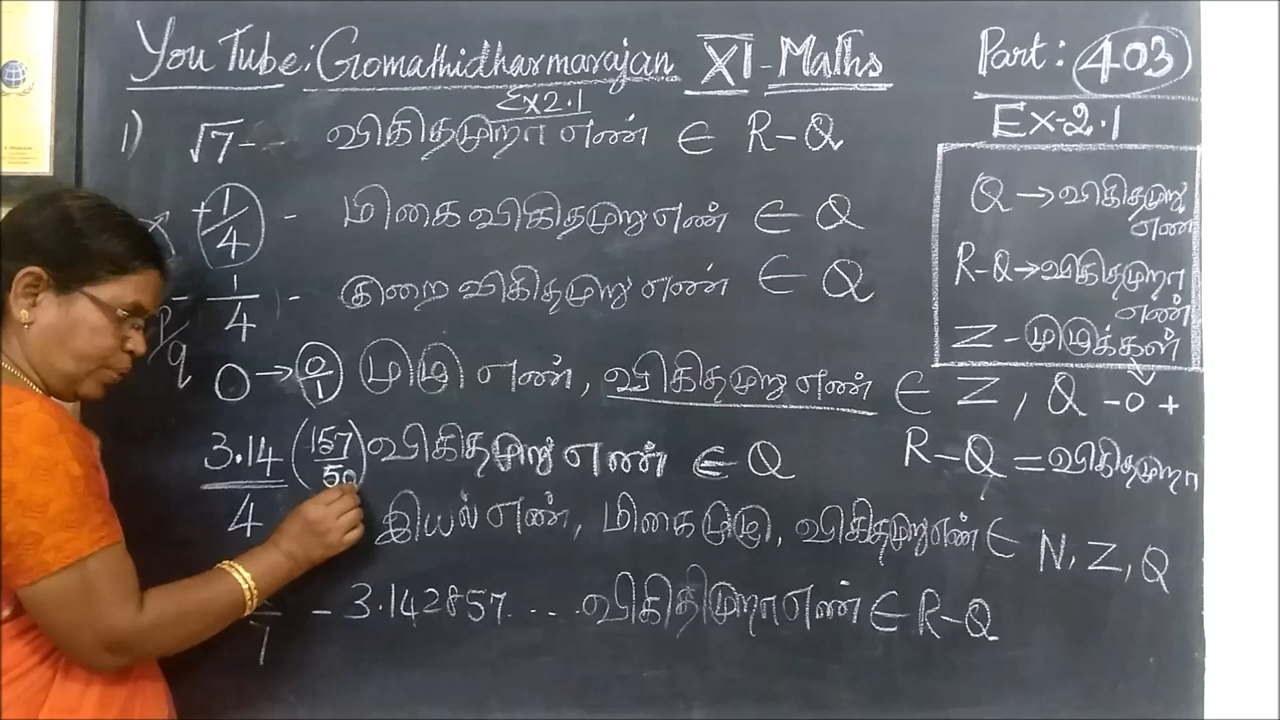 YouTube: Gomathidharmarajan XI - Maths Part: 403
Ex 2.1
Ex-2.1
1) √7 - விகிதமுறா எண் ∈ R-Q
+1/4 - மிகை விகிதமுறு எண் ∈ Q
-1/4 - குறை விகிதமுறு எண் ∈ Q
p/q
0 → 0/1 முழு எண், விகிதமுறு எண் ∈ Z, Q -0+
3.14 (157/50) விகிதமுறு எண் ∈ Q
4 இயல் எண், மிகை முழு, விகிதமுறு எண் ∈ N, Z, Q
7 - 3.142857... விகிதமுறா எண் ∈ R-Q
Q → விகிதமுறு
எண்
R-Q → விகிதமுறா
எண்
Z - முழுக்கள்
R-Q = விகிதமுறா